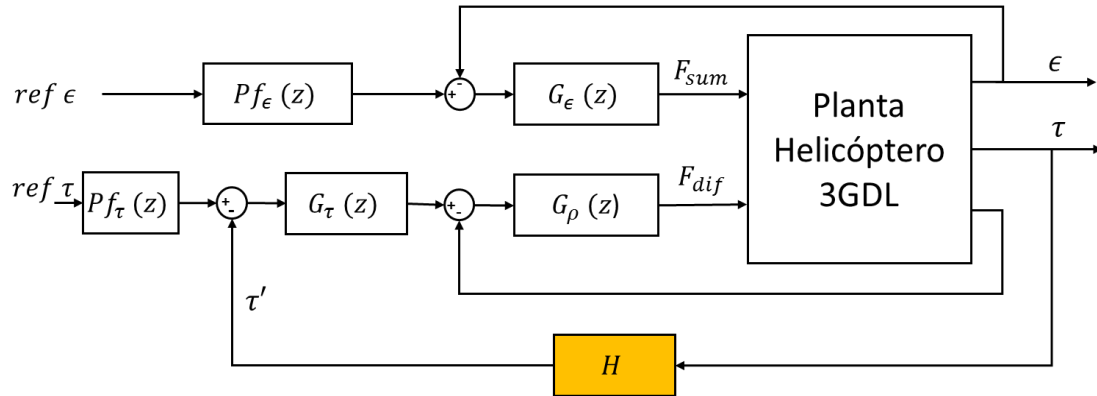 ref ϵ
Pf_ϵ (z)
-
+
G_ϵ (z)
F_sum
Planta
Helicóptero
3GDL
ϵ
τ
ref τ
Pf_τ (z)
+
-
G_τ (z)
+
-
G_ρ (z)
F_dif
τ′
H